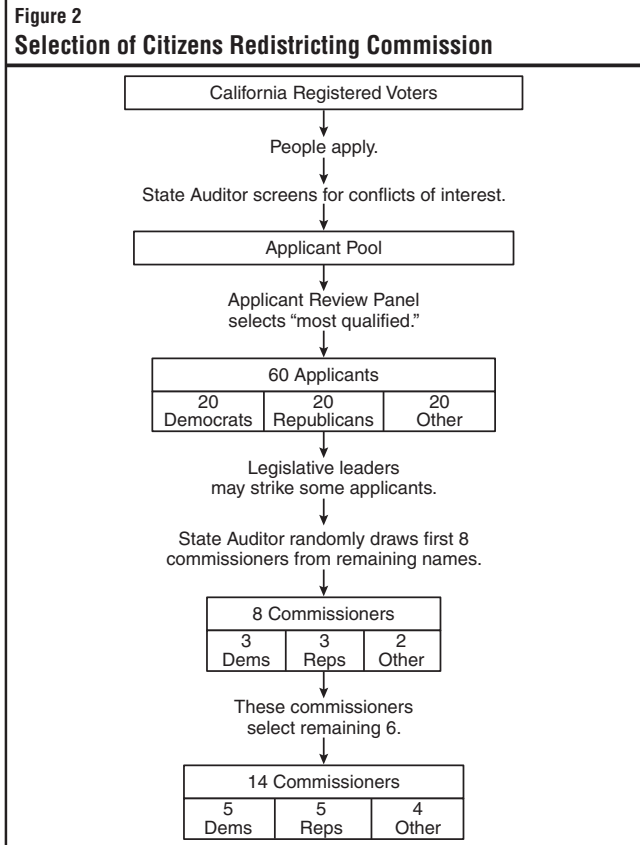 Figure 2
Selection of Citizens Redistricting Commission
California Registered Voters
People apply.
State Auditor screens for conflicts of interest.
Applicant Pool
Applicant Review Panel
selects “most qualified.”
60 Applicants
20 20 20
Democrats Republicans Other
Legislative leaders
may strike some applicants.
State Auditor randomly draws first 8
commissioners from remaining names.
8 Commissioners
3 3 2
Dems Reps Other
These commissioners
select remaining 6.
14 Commissioners
5 5 4
Dems Reps Other